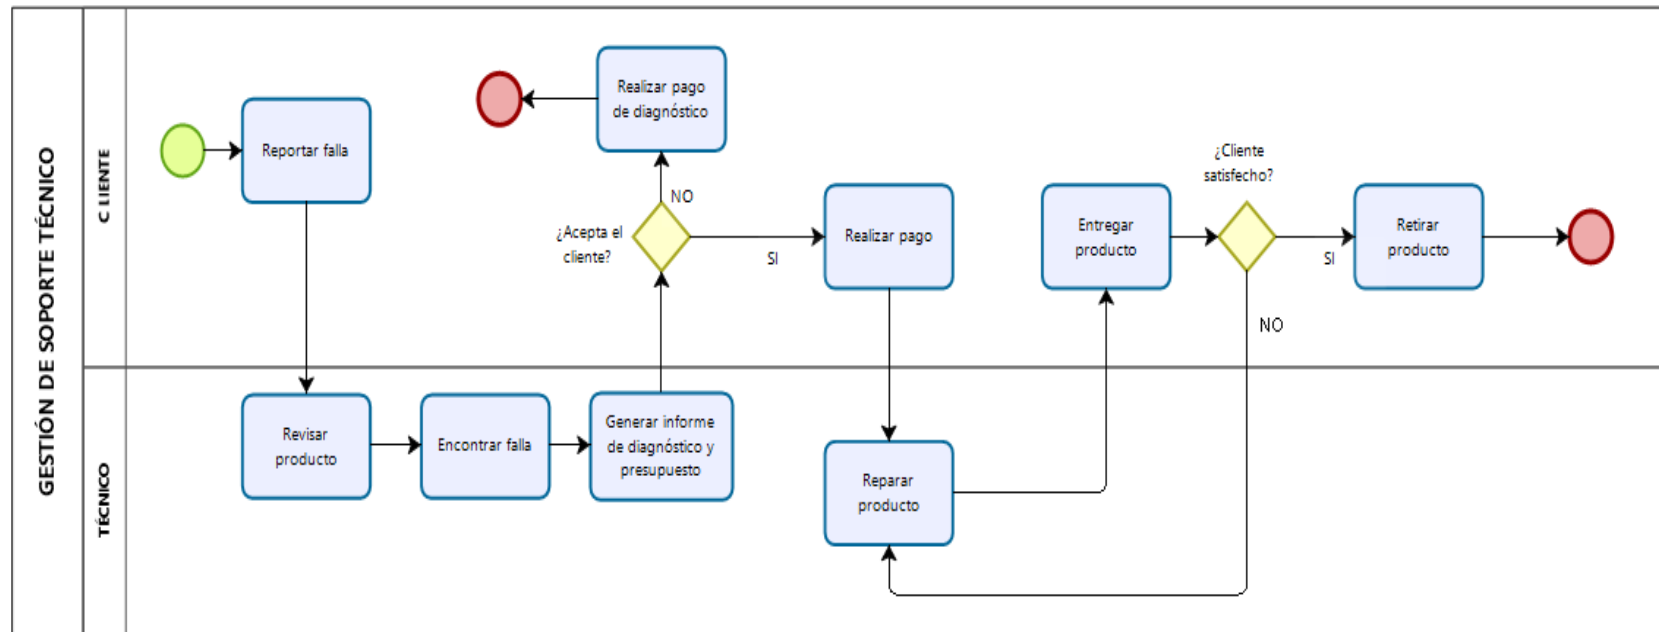 GESTIÓN DE SOPORTE TÉCNICO
C LIENTE
Reportar falla
Realizar pago
de diagnóstico
NO
¿Acepta el
cliente?
SI
Realizar pago
Entregar
producto
¿Cliente
satisfecho?
SI
NO
Retirar
producto
TÉCNICO
Revisar
producto
Encontrar falla
Generar informe
de diagnóstico y
presupuesto
Reparar
producto